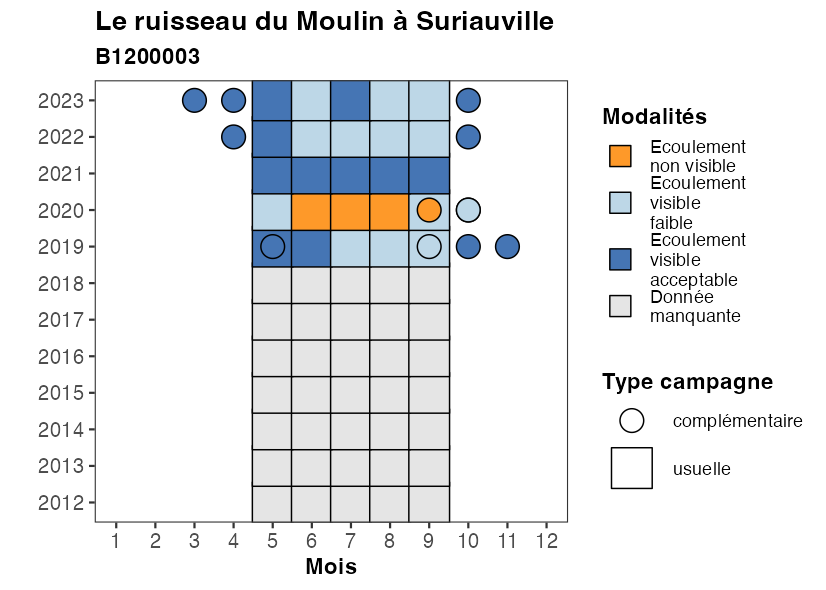 Le ruisseau du Moulin à Suriauville
B1200003
2023
2022
2021
2020
2019
2018
2017
2016
2015
2014
2013
2012
1 2 3 4 5 6 7 8 9 10 11 12
Mois
Modalités
Ecoulement
non visible
Ecoulement
visible
faible
Ecoulement
visible
acceptable
Donnée
manquante
Type campagne
complémentaire
usuelle